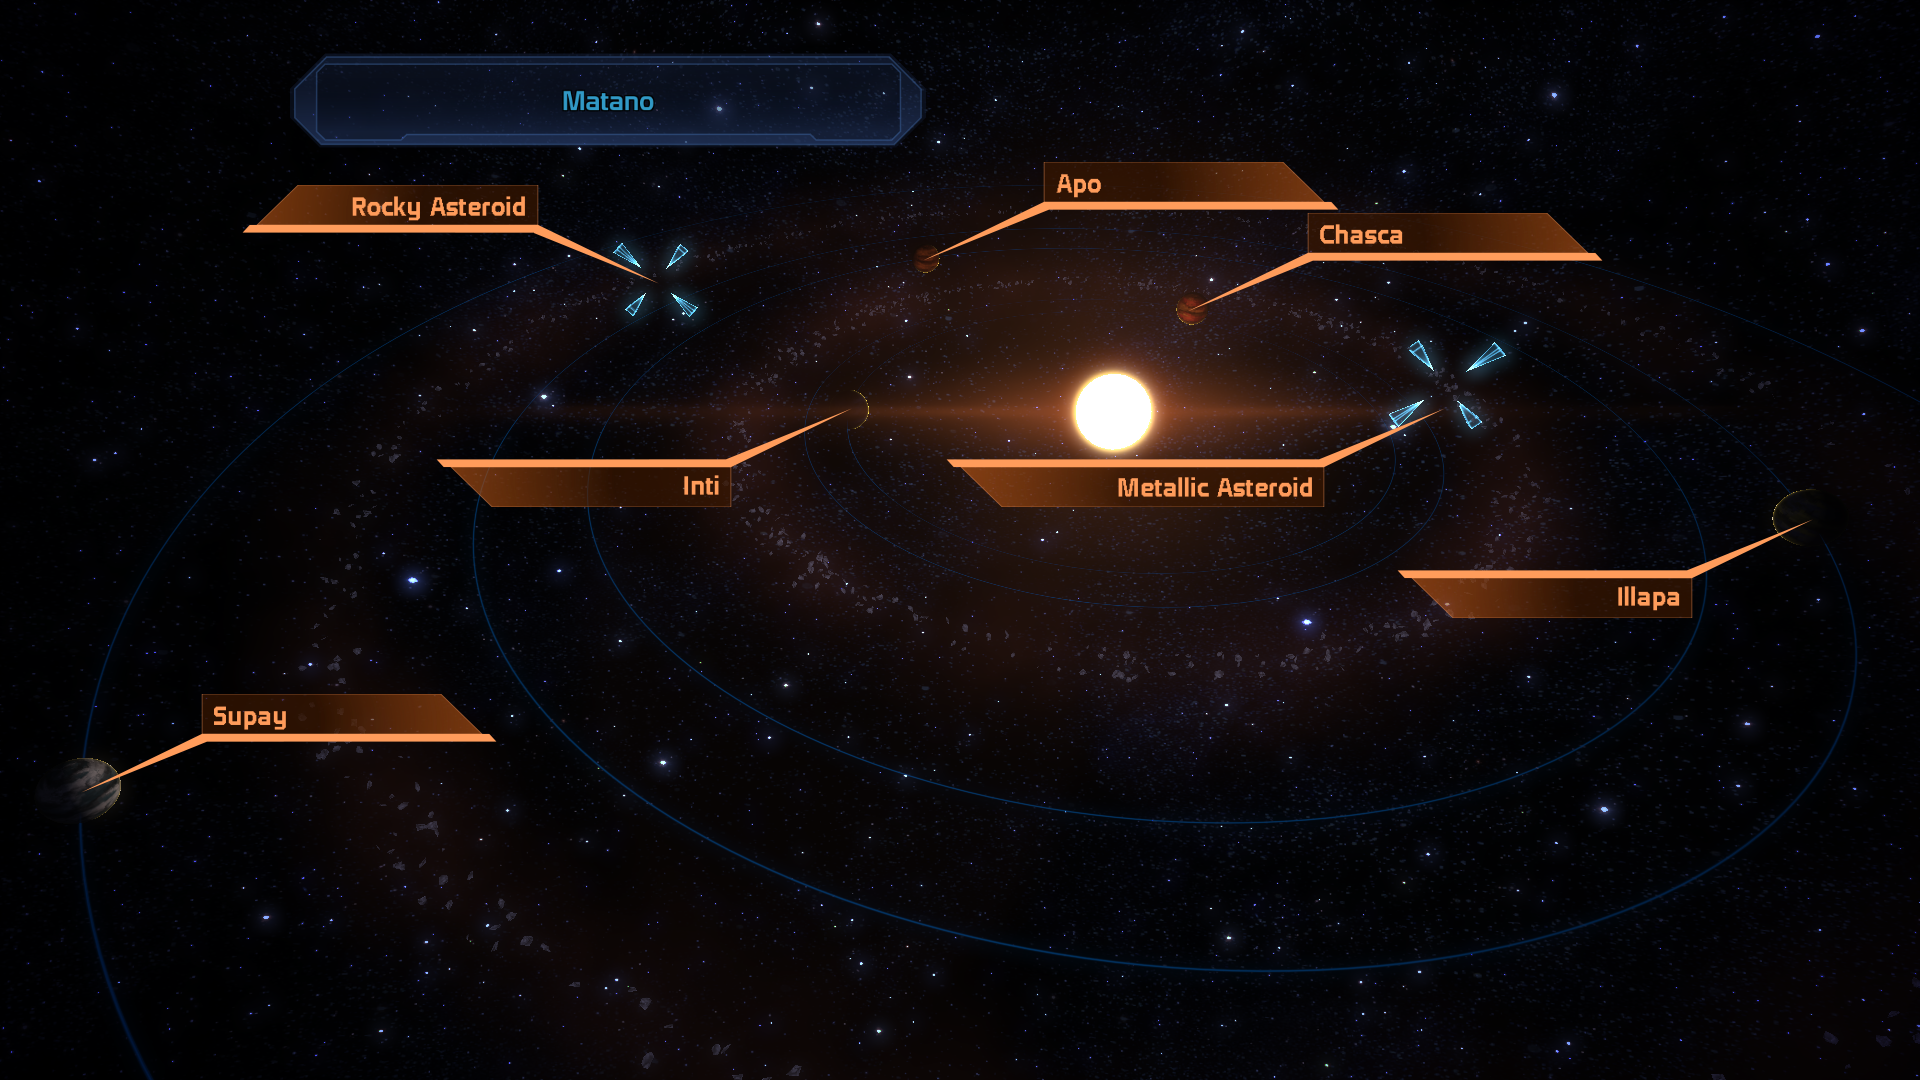 Matano
Apo
Rocky Asteroid
Chasca
Inti
Metallic Asteroid
Illapa
Supay